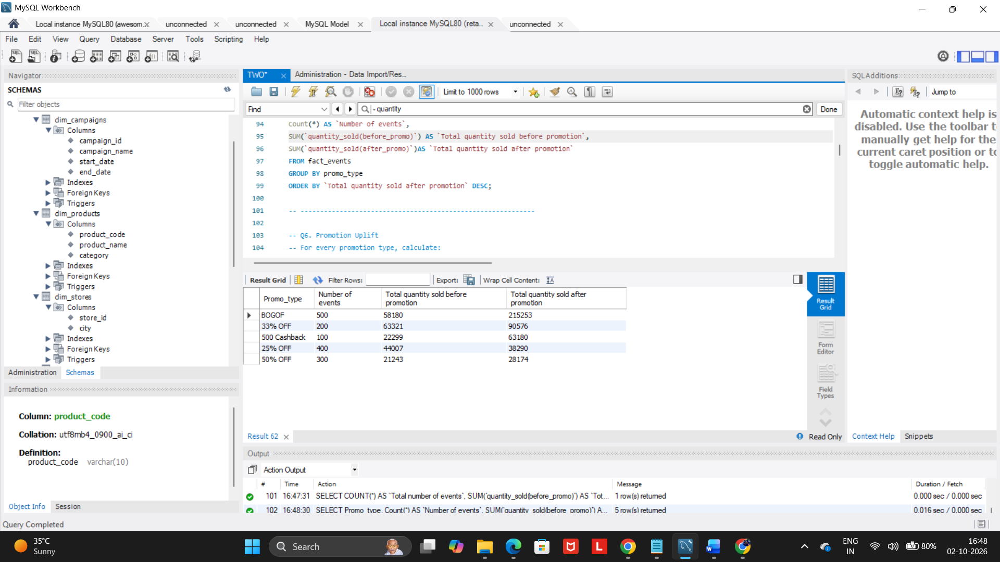 MySQL Workbench
Local instance MySQL80 (awesom...
unconnected
unconnected
MySQL Model
Local instance MySQL80 (reta...
unconnected
File Edit View Query Database Server Tools Scripting Help
Navigator
SCHEMAS
Filter objects
dim_campaigns
Columns
campaign_id
campaign_name
start_date
end_date
Indexes
Foreign Keys
Triggers
dim_products
Columns
product_code
product_name
category
Indexes
Foreign Keys
Triggers
dim_stores
Columns
store_id
city
Indexes
Foreign Keys
Triggers
Administration Schemas
Information
Column: product_code
Collation: utf8mb4_0900_ai_ci
Definition:
product_code varchar(10)
Object Info Session
Query Completed
TWO* Administration - Data Import/Res...
Limit to 1000 rows
Find quantity Done
94 Count(*) AS `Number of events`,
95 SUM(`quantity_sold(before_promo)`) AS `Total quantity sold before promotion`,
96 SUM(`quantity_sold(after_promo)`)AS `Total quantity sold after promotion`
97 FROM fact_events
98 GROUP BY promo_type
99 ORDER BY `Total quantity sold after promotion` DESC;
100
101 -- ------------------------------------------------------------
102
103 -- Q6. Promotion Uplift
104 -- For every promotion type, calculate:
Result Grid Filter Rows: Export: Wrap Cell Content:
Promo_type Number of events Total quantity sold before promotion Total quantity sold after promotion
BOGOF 500 58180 215253
33% OFF 200 63321 90576
500 Cashback 100 22299 63180
25% OFF 400 44007 38290
50% OFF 300 21243 28174
Result Grid
Form Editor
Field Types
Result 62
Read Only
Output
Action Output
# Time Action Message Duration / Fetch
101 16:47:31 SELECT COUNT(*) AS `Total number of events`, SUM(`quantity_sold(before_promo)`) AS `Tot... 1 row(s) returned 0.000 sec / 0.000 sec
102 16:48:30 SELECT Promo_type, Count(*) AS `Number of events`, SUM(`quantity_sold(before_promo)`) A... 5 row(s) returned 0.016 sec / 0.000 sec
SQLAdditions
Jump to
Automatic context help is
disabled. Use the toolbar t
manually get help for the
current caret position or to
toggle automatic help.
Context Help Snippets
35°C
Sunny
Search
ENG
IN
80%
16:48
02-10-2026